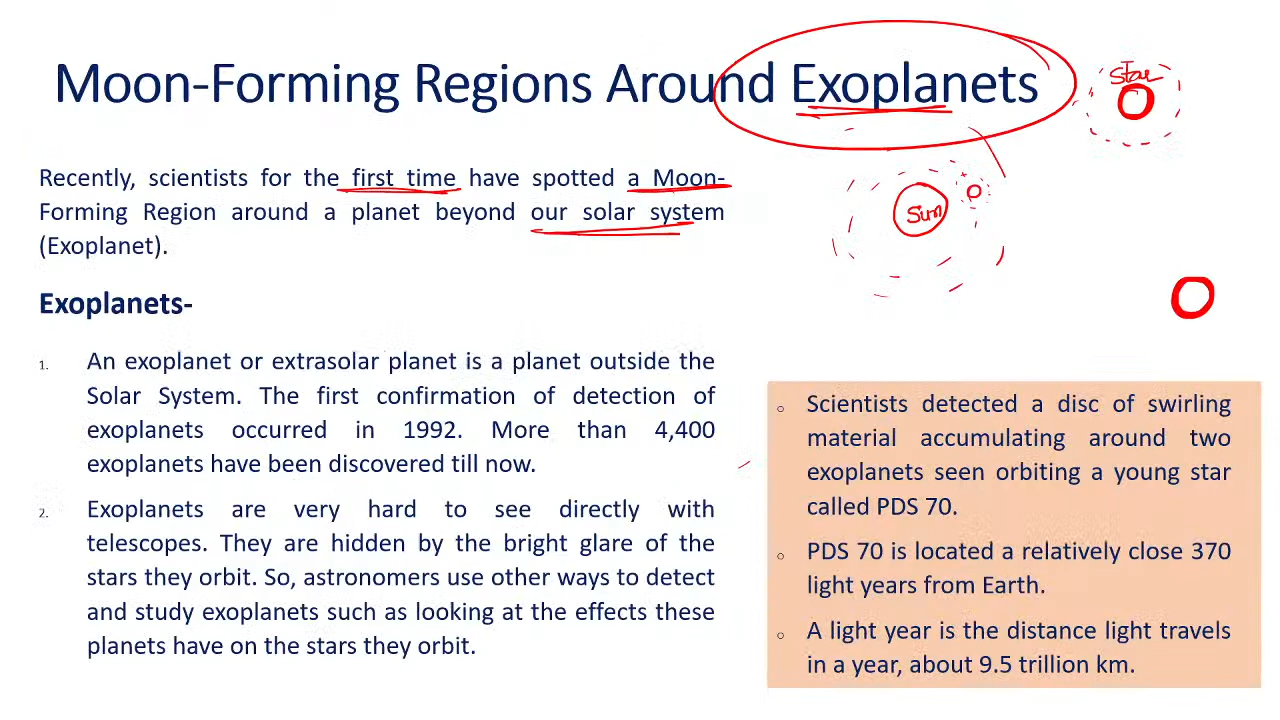 Moon-Forming Regions Around Exoplanets
Star
Recently, scientists for the first time have spotted a Moon-
Forming Region around a planet beyond our solar system
(Exoplanet).
Sun
Exoplanets-
1. An exoplanet or extrasolar planet is a planet outside the
Solar System. The first confirmation of detection of
exoplanets occurred in 1992. More than 4,400
exoplanets have been discovered till now.
2. Exoplanets are very hard to see directly with
telescopes. They are hidden by the bright glare of the
stars they orbit. So, astronomers use other ways to detect
and study exoplanets such as looking at the effects these
planets have on the stars they orbit.
Scientists detected a disc of swirling
material accumulating around two
exoplanets seen orbiting a young star
called PDS 70.
PDS 70 is located a relatively close 370
light years from Earth.
A light year is the distance light travels
in a year, about 9.5 trillion km.